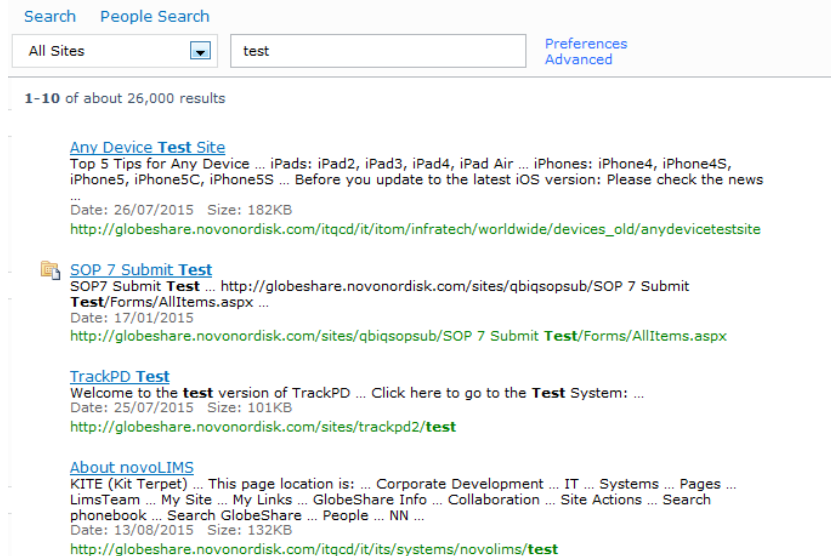 Search People Search
All Sites test Preferences
Advanced
1-10 of about 26,000 results
Any Device Test Site
Top 5 Tips for Any Device ... iPads: iPad2, iPad3, iPad4, iPad Air ... iPhones: iPhone4, iPhone4S,
iPhone5, iPhone5C, iPhone5S ... Before you update to the latest iOS version: Please check the news
...
Date: 26/07/2015 Size: 182KB
http://globeshare.novonordisk.com/itqcd/it/itom/infratech/worldwide/devices_old/anydevicetestsite
SOP 7 Submit Test
SOP7 Submit Test ... http://globeshare.novonordisk.com/sites/qbiqsopsub/SOP 7 Submit
Test/Forms/AllItems.aspx ...
Date: 17/01/2015
http://globeshare.novonordisk.com/sites/qbiqsopsub/SOP 7 Submit Test/Forms/AllItems.aspx
TrackPD Test
Welcome to the test version of TrackPD ... Click here to go to the Test System: ...
Date: 25/07/2015 Size: 101KB
http://globeshare.novonordisk.com/sites/trackpd2/test
About novoLIMS
KITE (Kit Terpet) ... This page location is: ... Corporate Development ... IT ... Systems ... Pages ...
LimsTeam ... My Site ... My Links ... GlobeShare Info ... Collaboration ... Site Actions ... Search
phonebook ... Search GlobeShare ... People ... NN ...
Date: 13/08/2015 Size: 132KB
http://globeshare.novonordisk.com/itqcd/it/its/systems/novolims/test